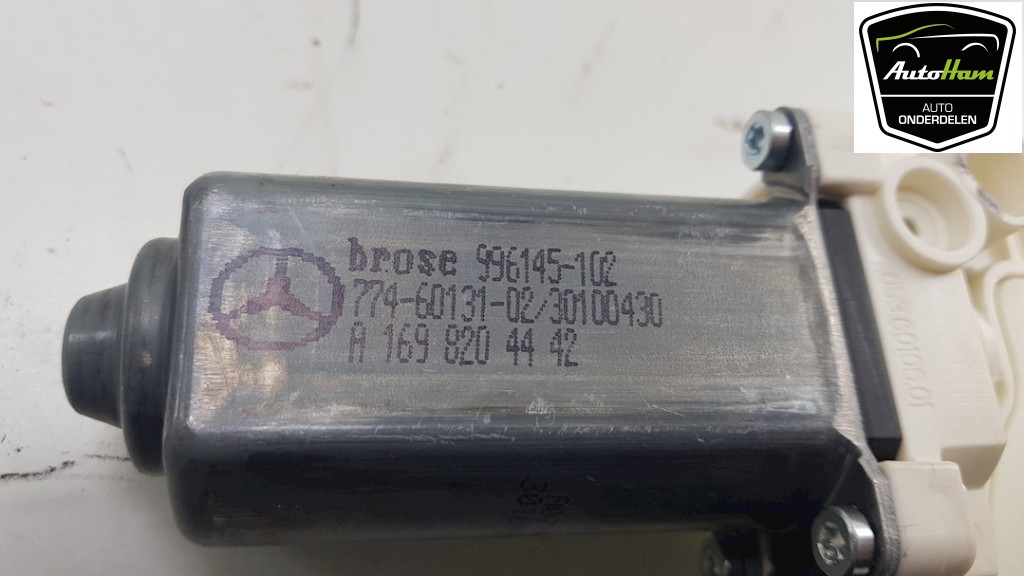 AutoHam
AUTO
ONDERDELEN
brose 996145-102
774-60131-02/30100430
A 169 820 44 42